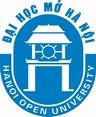 ĐẠI HỌC MỞ HÀ NỘI
HANOI OPEN UNIVERSITY